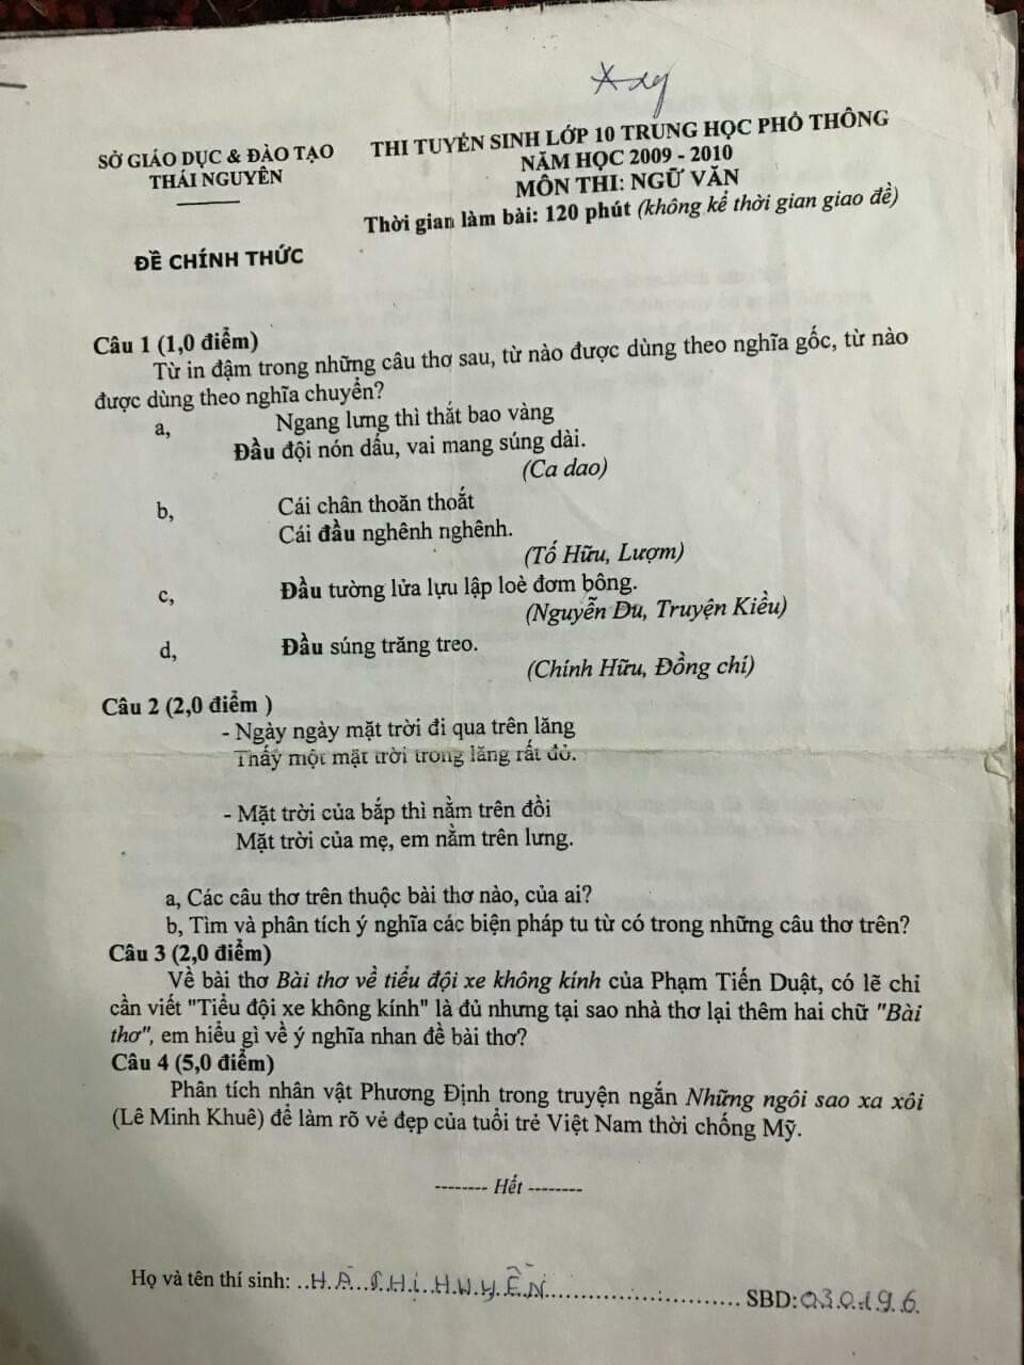 SỞ GIÁO DỤC & ĐÀO TẠO
THÁI NGUYÊN
THI TUYỂN SINH LỚP 10 TRUNG HỌC PHỔ THÔNG
NĂM HỌC 2009 - 2010
MÔN THI: NGỮ VĂN
Thời gian làm bài: 120 phút (không kể thời gian giao đề)
ĐỀ CHÍNH THỨC
Câu 1 (1,0 điểm)
Từ in đậm trong những câu thơ sau, từ nào được dùng theo nghĩa gốc, từ nào
được dùng theo nghĩa chuyển?
a, Ngang lưng thì thắt bao vàng
Đầu đội nón dấu, vai mang súng dài.
(Ca dao)
b, Cái chân thoăn thoắt
Cái đầu nghênh nghênh.
(Tố Hữu, Lượm)
c, Đầu tường lửa lựu lập loè đơm bông.
(Nguyễn Du, Truyện Kiều)
d, Đầu súng trăng treo.
(Chính Hữu, Đồng chí)
Câu 2 (2,0 điểm )
- Ngày ngày mặt trời đi qua trên lăng
Thấy một mặt trời trong lăng rất đỏ.
- Mặt trời của bắp thì nằm trên đồi
Mặt trời của mẹ, em nằm trên lưng.
a, Các câu thơ trên thuộc bài thơ nào, của ai?
b, Tìm và phân tích ý nghĩa các biện pháp tu từ có trong những câu thơ trên?
Câu 3 (2,0 điểm)
Về bài thơ Bài thơ về tiểu đội xe không kính của Phạm Tiến Duật, có lẽ chỉ
cần viết "Tiểu đội xe không kính" là đủ nhưng tại sao nhà thơ lại thêm hai chữ "Bài
thơ", em hiểu gì về ý nghĩa nhan đề bài thơ?
Câu 4 (5,0 điểm)
Phân tích nhân vật Phương Định trong truyện ngắn Những ngôi sao xa xôi
(Lê Minh Khuê) để làm rõ vẻ đẹp của tuổi trẻ Việt Nam thời chống Mỹ.
-------- Hết --------
Họ và tên thí sinh: HUYỀN SBD: 030196